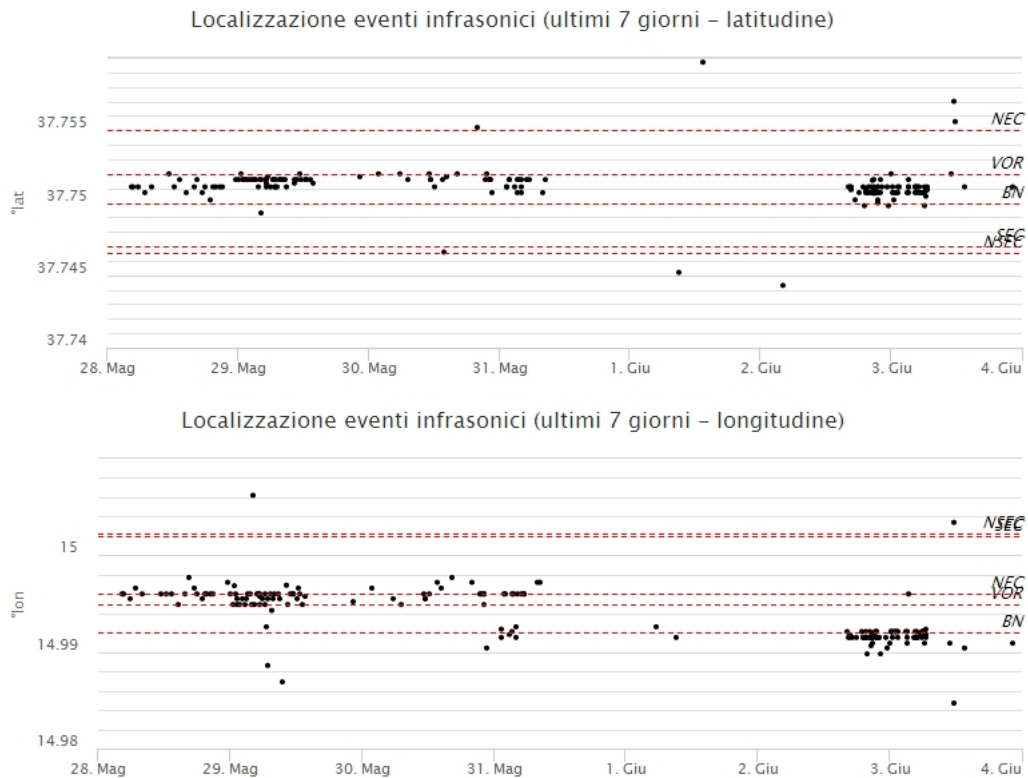 Localizzazione eventi infrasonici (ultimi 7 giorni – latitudine)
°lat
37.755
37.75
37.745
37.74
NEC
VOR
BN
SEC
NSEC
28. Mag 29. Mag 30. Mag 31. Mag 1. Giu 2. Giu 3. Giu 4. Giu
Localizzazione eventi infrasonici (ultimi 7 giorni – longitudine)
°lon
15
14.99
14.98
NSEC
SEC
NEC
VOR
BN
28. Mag 29. Mag 30. Mag 31. Mag 1. Giu 2. Giu 3. Giu 4. Giu